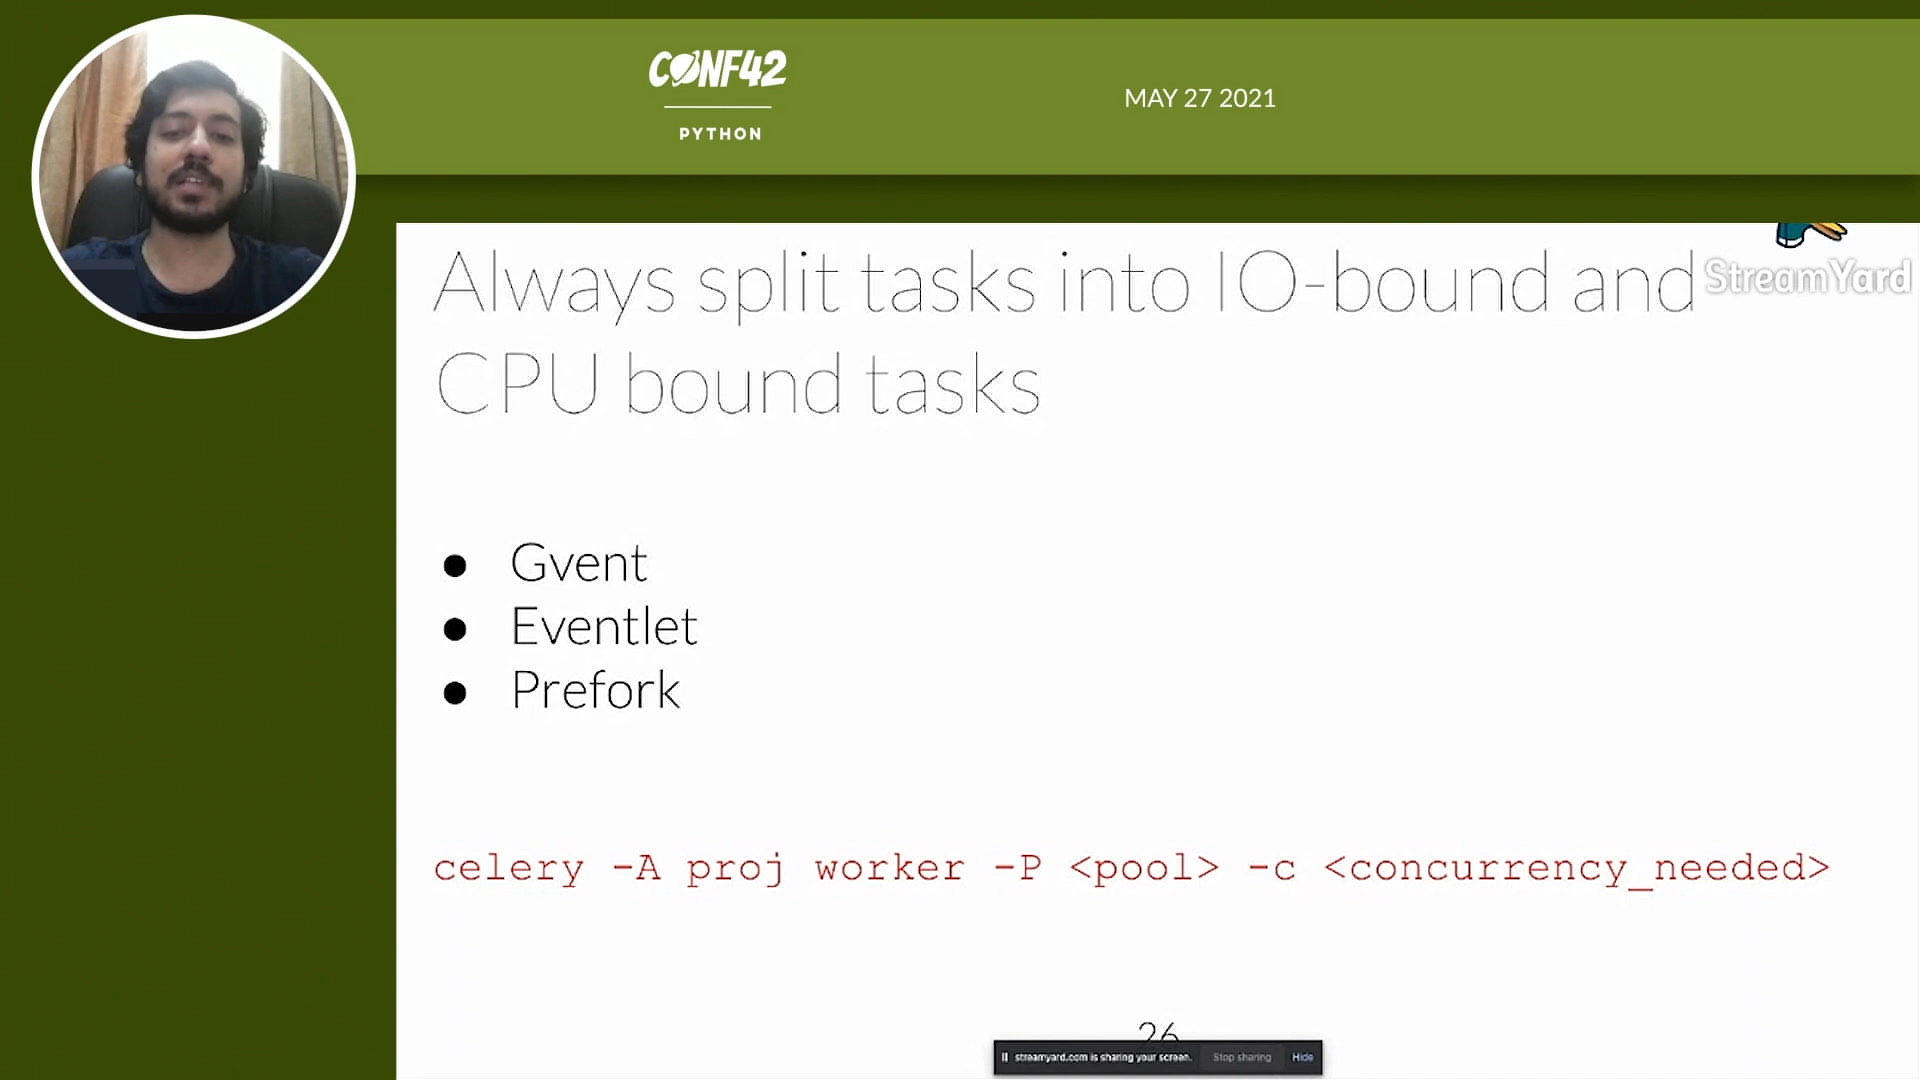 CONF42
PYTHON
MAY 27 2021
StreamYard
Always split tasks into IO-bound and
CPU bound tasks
● Gvent
● Eventlet
● Prefork
celery -A proj worker -P <pool> -c <concurrency_needed>
26
streamyard.com is sharing your screen. Stop sharing Hide